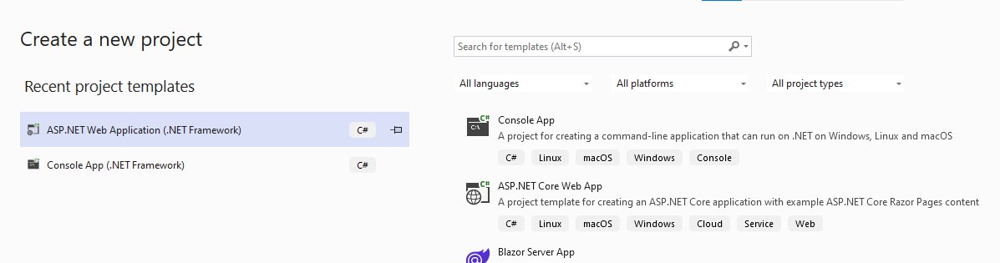 Create a new project
Search for templates (Alt+S)
Recent project templates
All languages
All platforms
All project types
ASP.NET Web Application (.NET Framework)
C#
Console App (.NET Framework)
C#
C#
C:\
Console App
A project for creating a command-line application that can run on .NET on Windows, Linux and macOS
C# Linux macOS Windows Console
C#
ASP.NET Core Web App
A project template for creating an ASP.NET Core application with example ASP.NET Core Razor Pages content
C# Linux macOS Windows Cloud Service Web
Blazor Server App